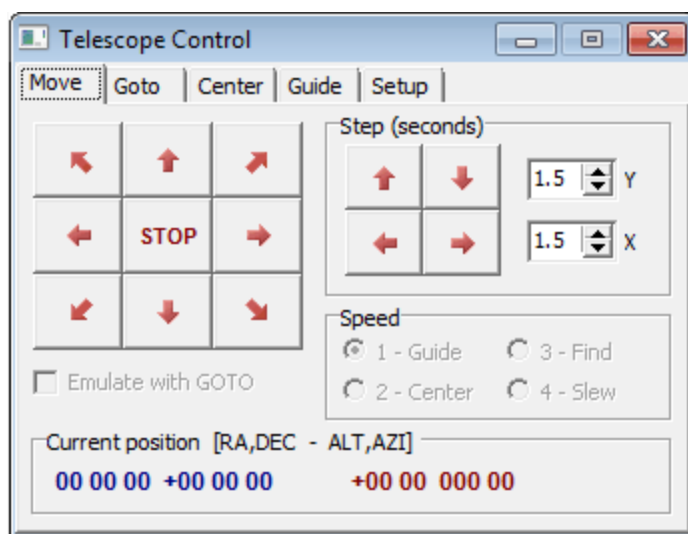 Telescope Control
Move Goto Center Guide Setup
Step (seconds)
1.5 Y
STOP
1.5 X
Speed
1 - Guide 3 - Find
Emulate with GOTO
2 - Center 4 - Slew
Current position [RA,DEC - ALT,AZI]
00 00 00 +00 00 00 +00 00 000 00